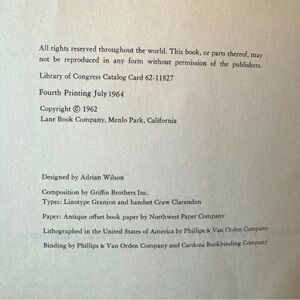 All rights reserved throughout the world. This book, or parts thereof, may
not be reproduced in any form without permission of the publishers.
Library of Congress Catalog Card 62-11827
Fourth Printing July 1964
Copyright © 1962
Lane Book Company, Menlo Park, California
Designed by Adrian Wilson
Composition by Griffin Brothers Inc.
Types: Linotype Granjon and handset Craw Clarendon
Paper: Antique offset book paper by Northwest Paper Company
Lithographed in the United States of America by Phillips & Van Orden Company
Binding by Phillips & Van Orden Company and Cardoza Bookbinding Company